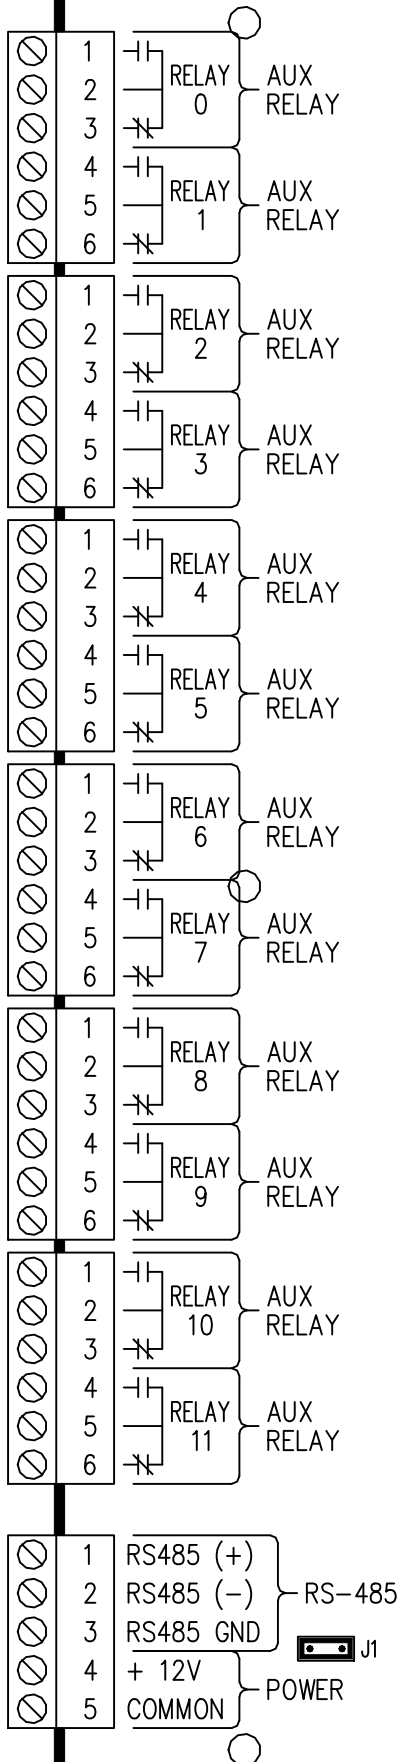 1
2 RELAY 0 AUX RELAY
3
4
5 RELAY 1 AUX RELAY
6
1
2 RELAY 2 AUX RELAY
3
4
5 RELAY 3 AUX RELAY
6
1
2 RELAY 4 AUX RELAY
3
4
5 RELAY 5 AUX RELAY
6
1
2 RELAY 6 AUX RELAY
3
4
5 RELAY 7 AUX RELAY
6
1
2 RELAY 8 AUX RELAY
3
4
5 RELAY 9 AUX RELAY
6
1
2 RELAY 10 AUX RELAY
3
4
5 RELAY 11 AUX RELAY
6
1 RS485 (+)
2 RS485 (-) RS-485
3 RS485 GND J1
4 + 12V
5 COMMON POWER